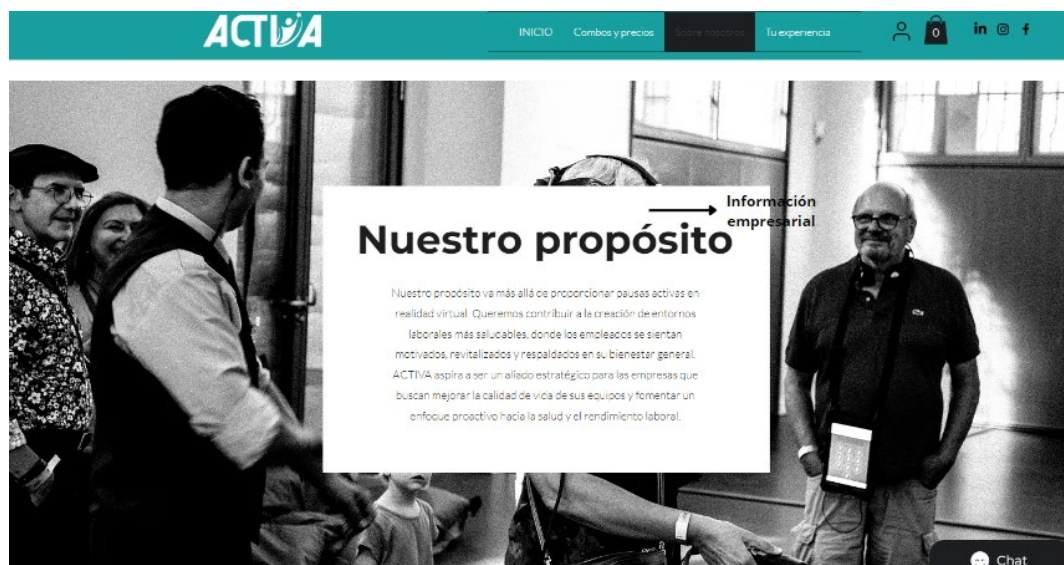 ACTIVA
INICIO Combos y precios Sobre nosotros Tu experiencia 0
Información
empresarial
Nuestro propósito
Nuestro propósito va más allá de proporcionar pausas activas en
realidad virtual. Queremos contribuir a la creación de entornos
laborales más saludables, donde los empleados se sientan
motivados, revitalizados y respaldados en su bienestar general.
ACTIVA aspira a ser un aliado estratégico para las empresas que
buscan mejorar la calidad de vida de sus equipos y fomentar un
enfoque proactivo hacia la salud y el rendimiento laboral.
Chat